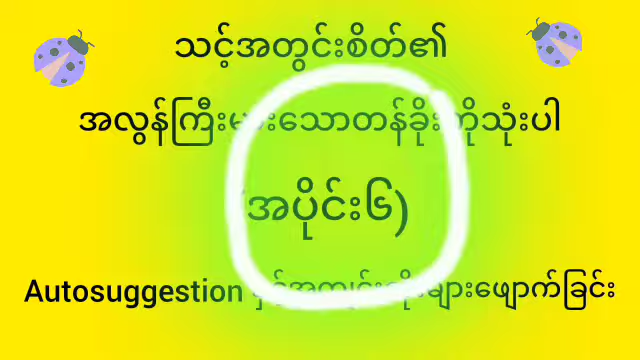 သင့်အတွင်းစိတ်၏
အလွန်ကြီးများသောတန်ခိုးကိုသုံးပါ
(အပိုင်း၆)
Autosuggestion နှင့်အကျင့်ဆိုးများဖျောက်ခြင်း